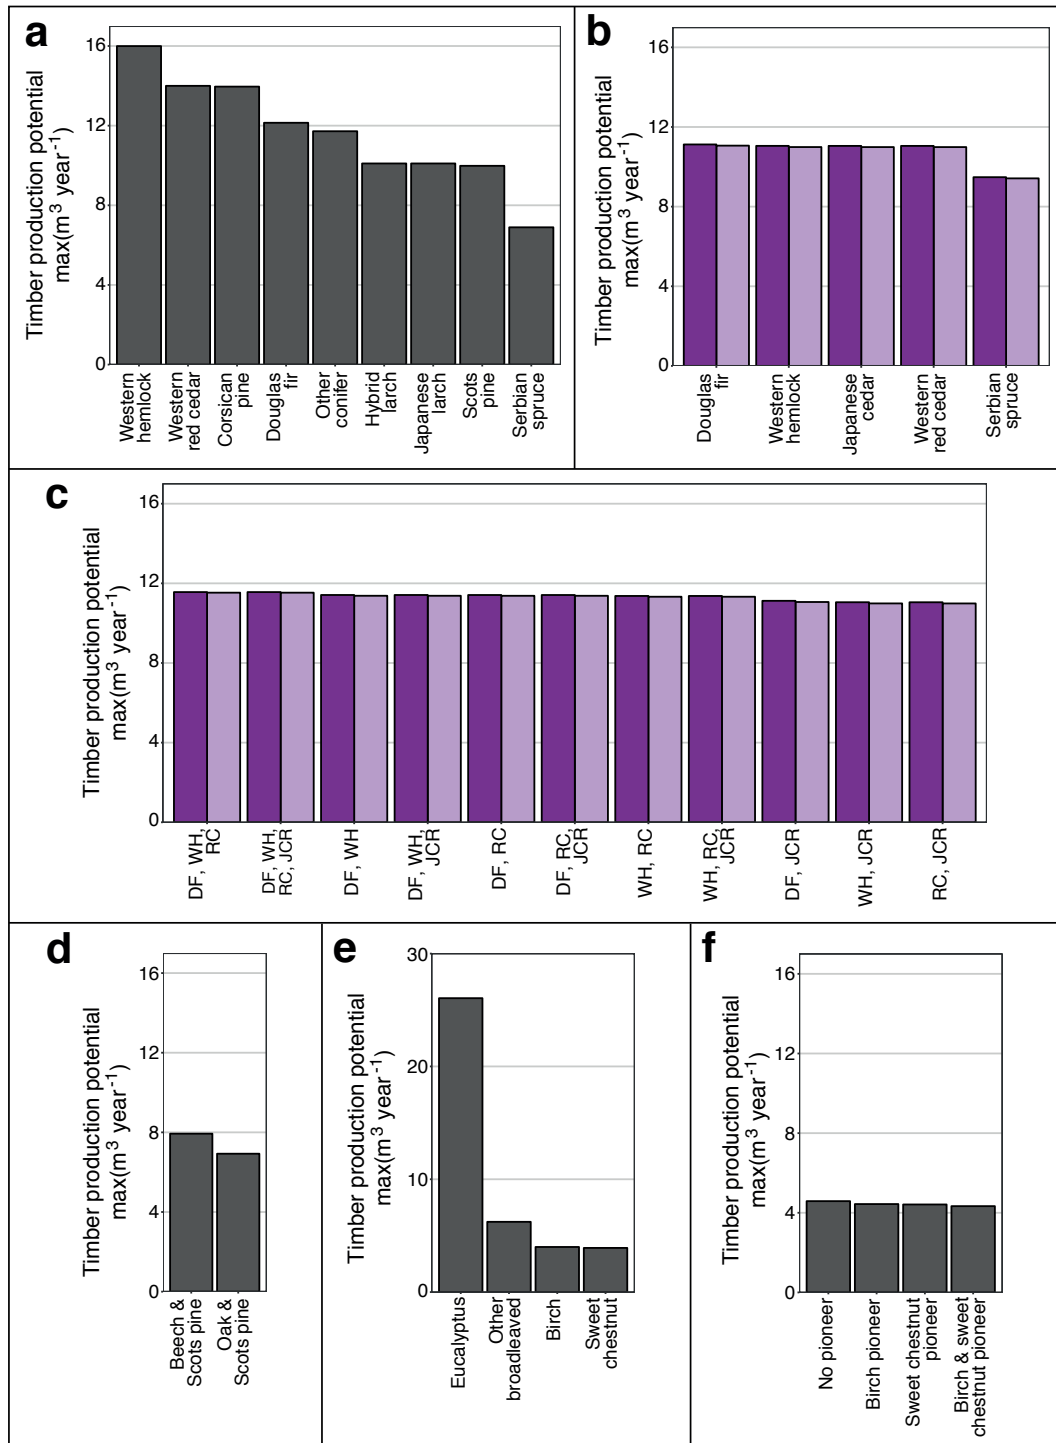 a
Timber production potential
max(m³ year⁻¹)
16
12
8
4
0
Western
hemlock
Western
red cedar
Corsican
pine
Douglas
fir
Other
conifer
Hybrid
larch
Japanese
larch
Scots
pine
Serbian
spruce
b
Timber production potential
max(m³ year⁻¹)
16
12
8
4
0
Douglas
fir
Western
hemlock
Japanese
cedar
Western
red cedar
Serbian
spruce
c
Timber production potential
max(m³ year⁻¹)
16
12
8
4
0
DF, WH,
RC
DF, WH,
RC, JCR
DF, WH
DF, WH,
JCR
DF, RC
DF, RC,
JCR
WH, RC
WH, RC,
JCR
DF, JCR
WH, JCR
RC, JCR
d
Timber production potential
max(m³ year⁻¹)
16
12
8
4
0
Beech &
Scots pine
Oak &
Scots pine
e
Timber production potential
max(m³ year⁻¹)
30
20
10
0
Eucalyptus
Other
broadleaved
Birch
Sweet
chestnut
f
Timber production potential
max(m³ year⁻¹)
16
12
8
4
0
No pioneer
Birch pioneer
Sweet chestnut
pioneer
Birch & sweet
chestnut pioneer